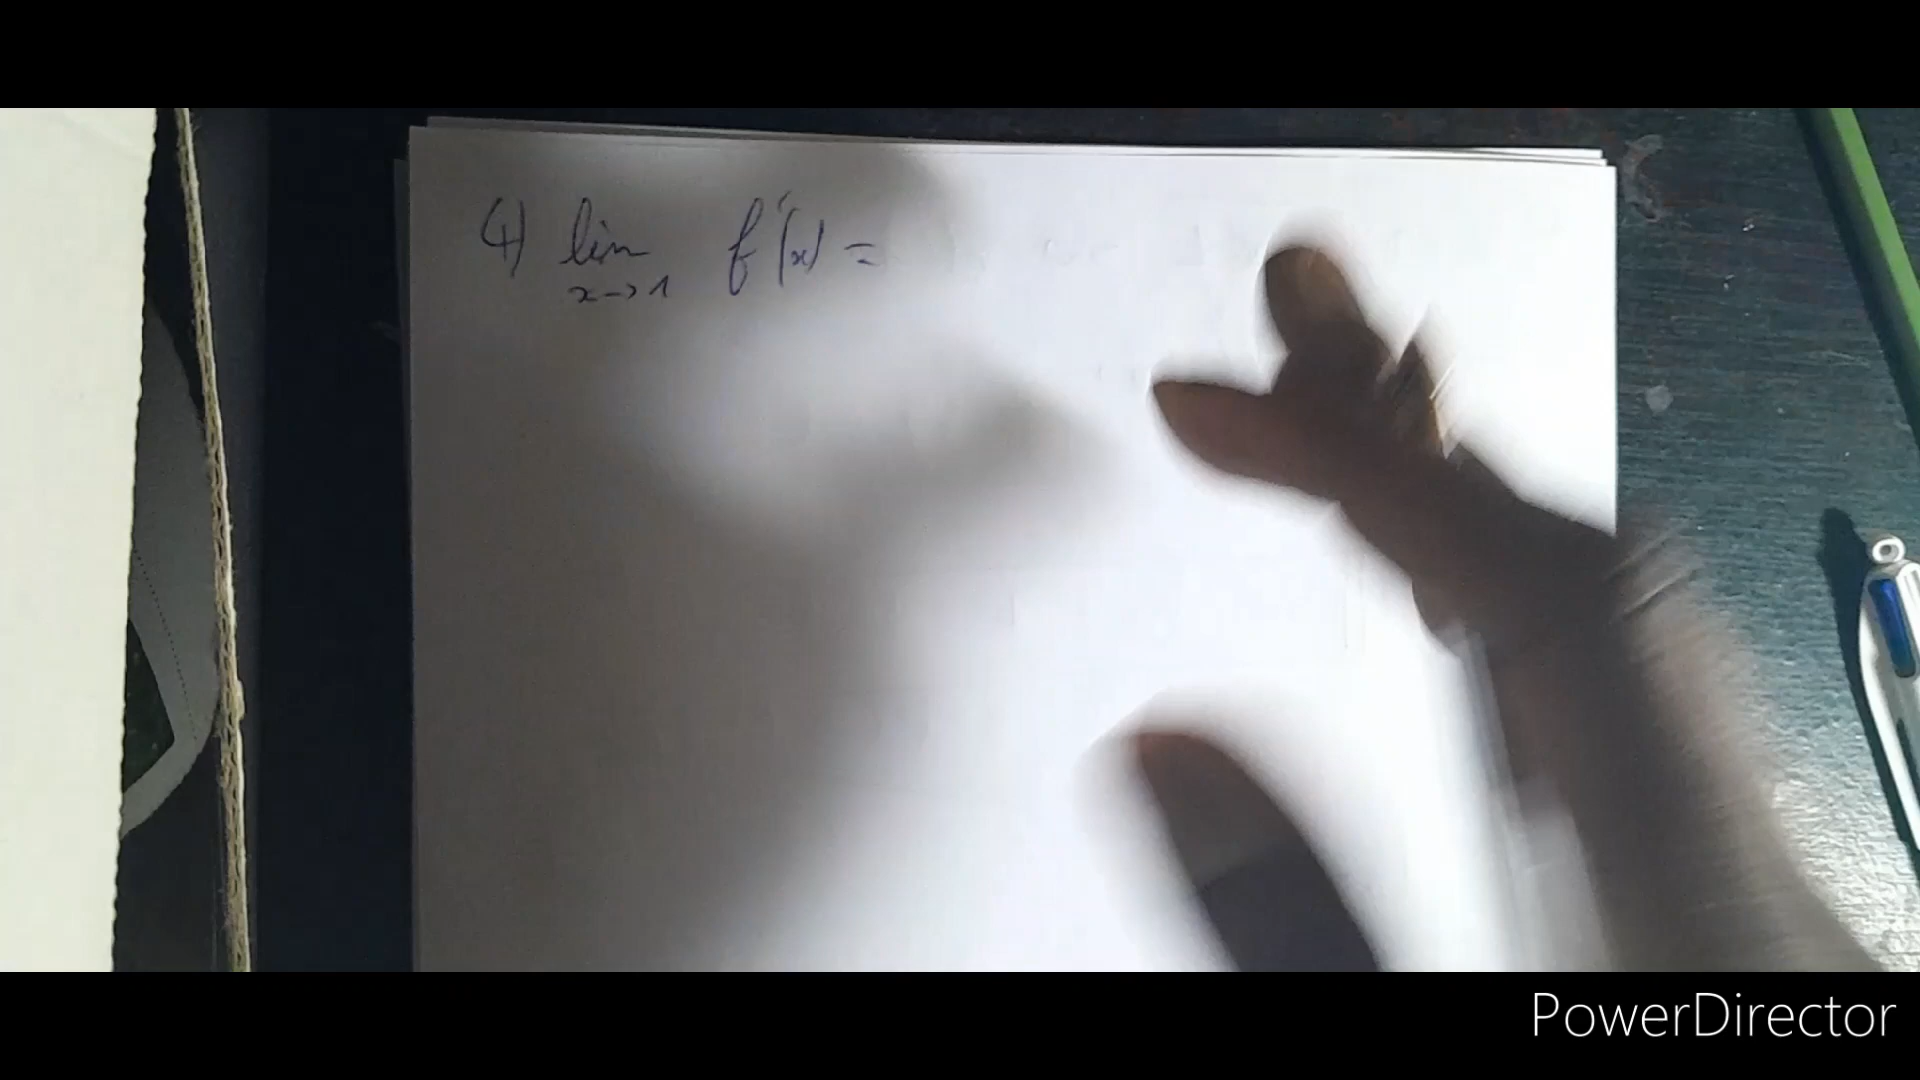 4) lim f'(x) =
x→1
PowerDirector